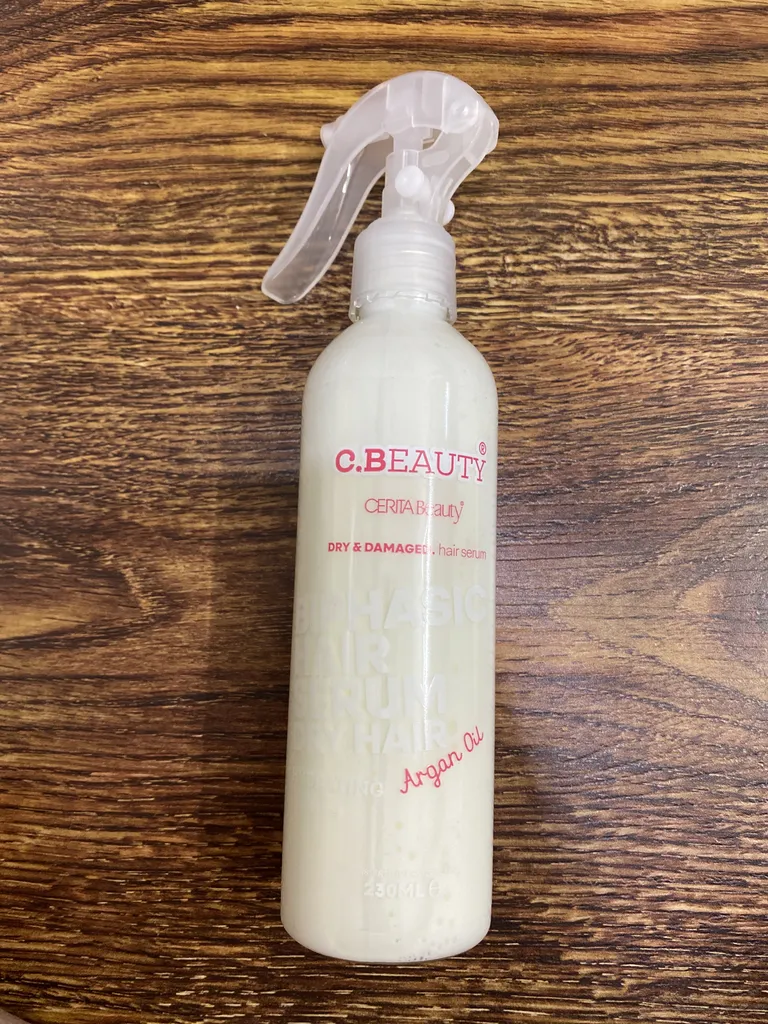 C.BEAUTY®
CERITA Beauty®
DRY & DAMAGED. hair serum
BIPHASIC
HAIR
SERUM
DRY HAIR
Argan Oil
230ML e